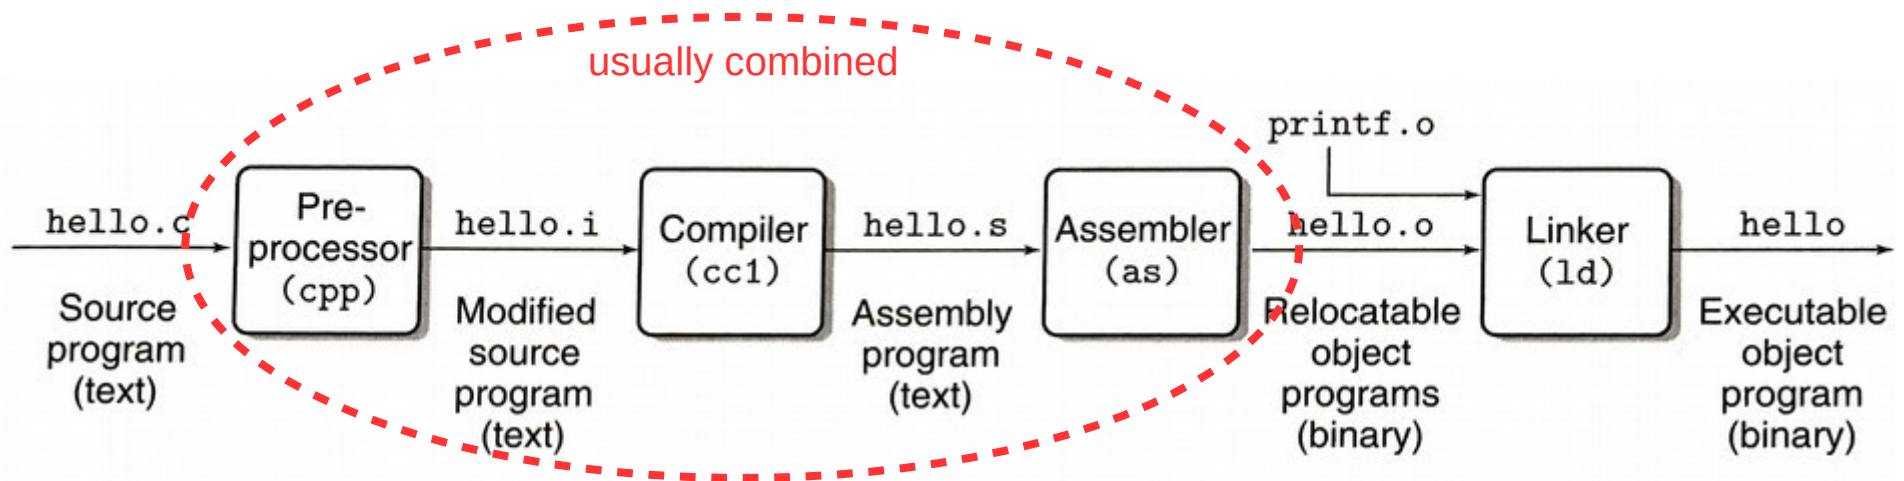 usually combined
printf.o
hello.c
Pre-
processor
(cpp)
hello.i
Compiler
(cc1)
hello.s
Assembler
(as)
hello.o
Linker
(ld)
hello
Source
program
(text)
Modified
source
program
(text)
Assembly
program
(text)
Relocatable
object
programs
(binary)
Executable
object
program
(binary)